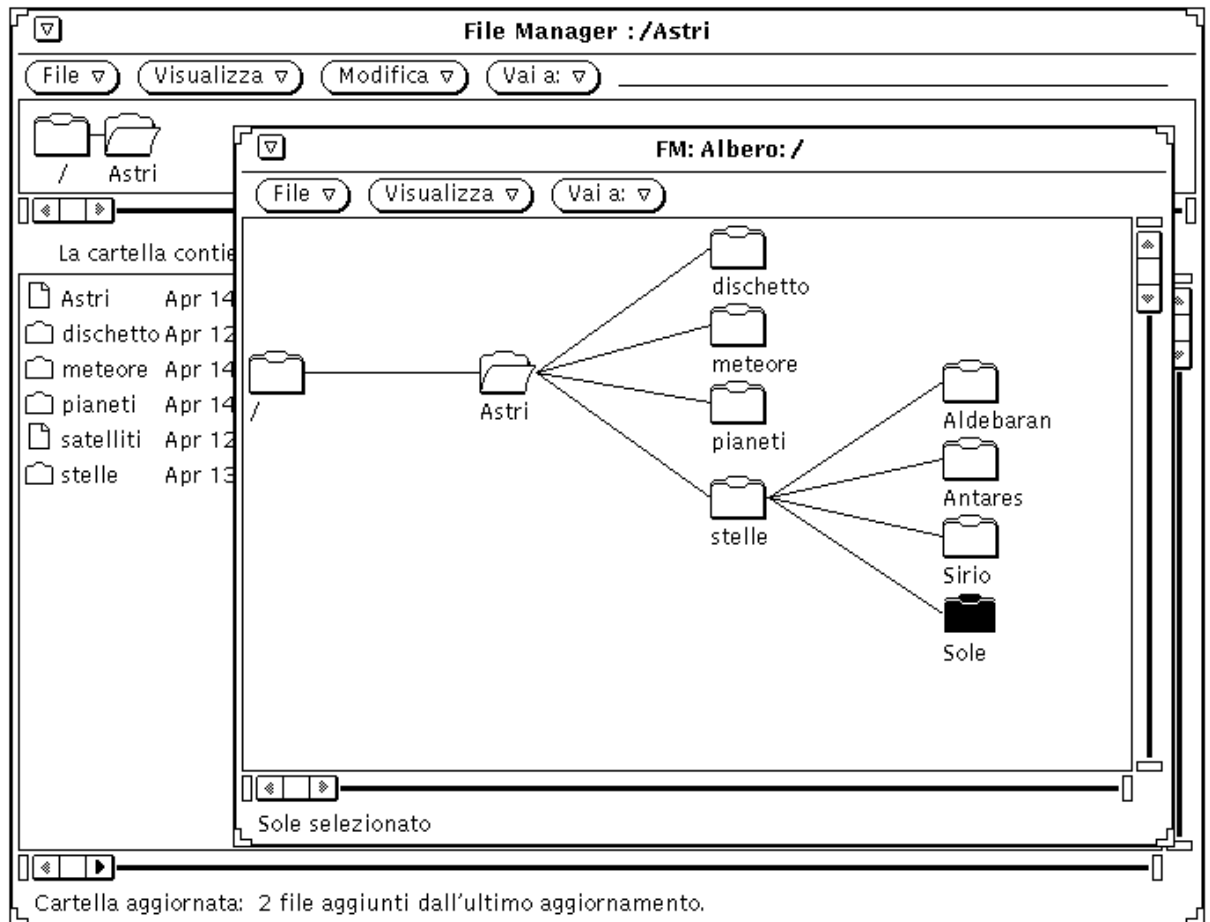 File Manager : /Astri
File Visualizza Modifica Vai a:
/ Astri
La cartella contie
Astri Apr 14
dischetto Apr 12
meteore Apr 14
pianeti Apr 14
satelliti Apr 12
stelle Apr 13
FM: Albero: /
File Visualizza Vai a:
dischetto
meteore
/ Astri
pianeti
Aldebaran
Antares
stelle
Sirio
Sole
Sole selezionato
Cartella aggiornata: 2 file aggiunti dall'ultimo aggiornamento.